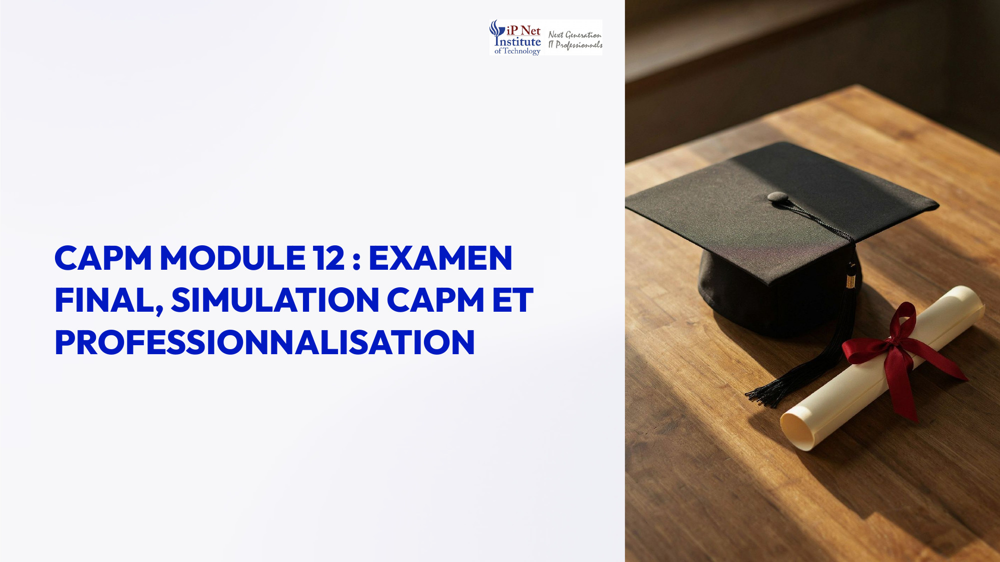 iP Net
Institute
of Technology
Next Generation
IT Professionnels
CAPM MODULE 12 : EXAMEN
FINAL, SIMULATION CAPM ET
PROFESSIONNALISATION